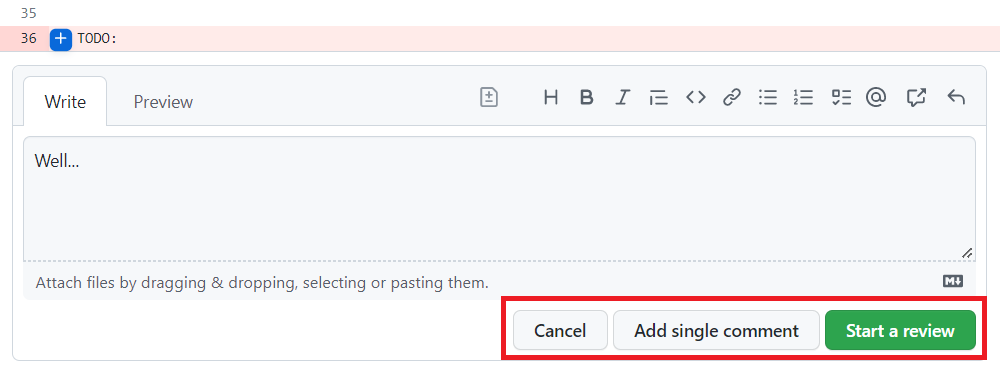 35
36 + TODO:
Write Preview H B I
Well...
Attach files by dragging & dropping, selecting or pasting them. M↓
Cancel Add single comment Start a review